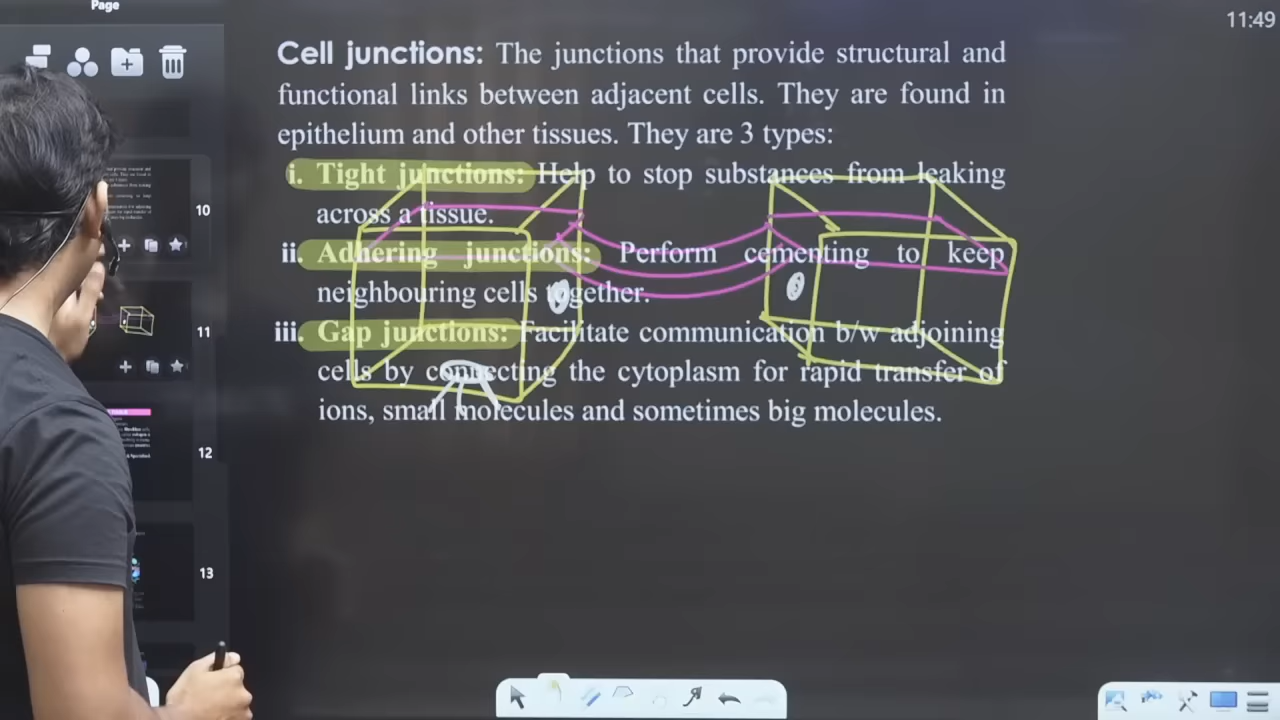 Page
11:49
Cell junctions: The junctions that provide structural and
functional links between adjacent cells. They are found in
epithelium and other tissues. They are 3 types:
i. Tight junctions: Help to stop substances from leaking
across a tissue.
ii. Adhering junctions: Perform cementing to keep
neighbouring cells together.
iii. Gap junctions: Facilitate communication b/w adjoining
cells by connecting the cytoplasm for rapid transfer of
ions, small molecules and sometimes big molecules.
10
11
12
13